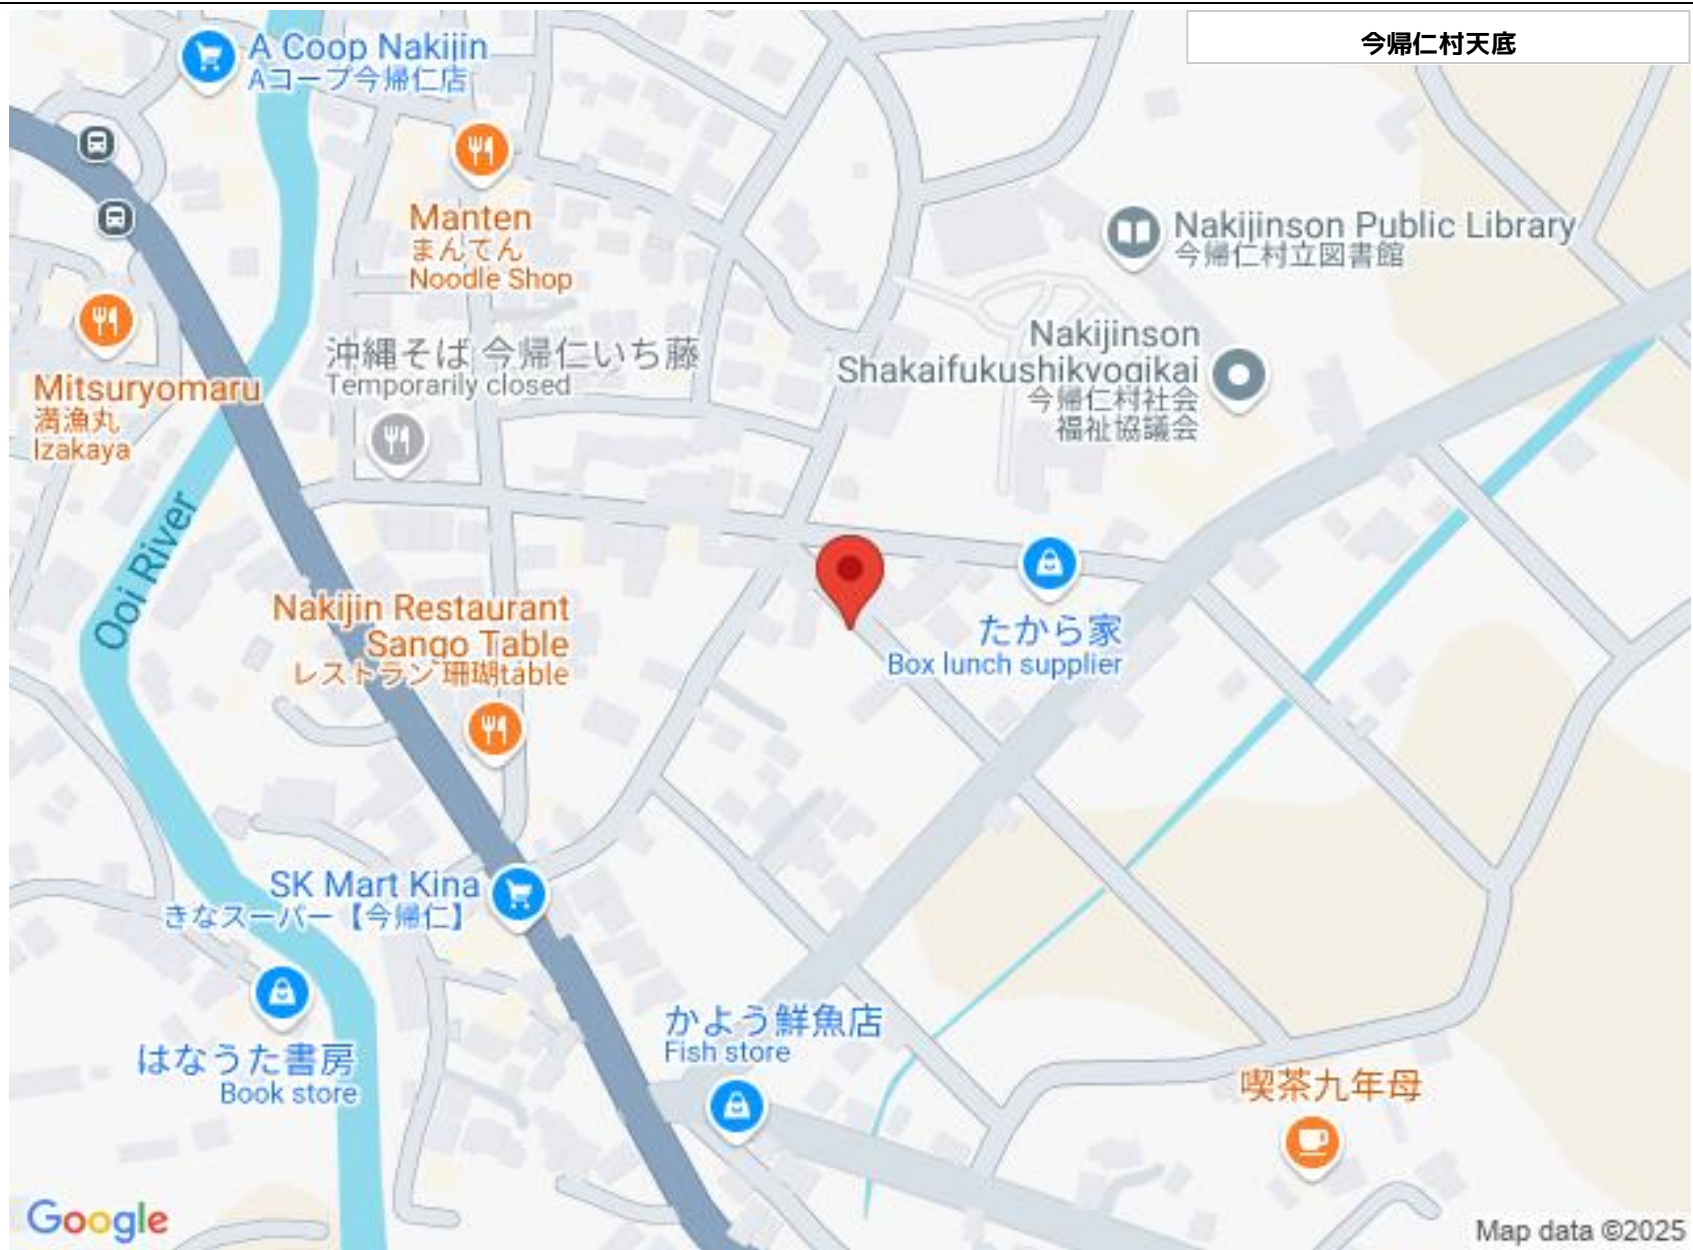 今帰仁村天底
A Coop Nakijin
Aコープ今帰仁店
Manten
まんてん
Noodle Shop
Nakijinson Public Library
今帰仁村立図書館
沖縄そば 今帰仁いち藤
Temporarily closed
Nakijinson
Shakaifukushikyogikai
今帰仁村社会
福祉協議会
Mitsuryomaru
満漁丸
Izakaya
Ooi River
Nakijin Restaurant
Sango Table
レストラン 珊瑚table
たから家
Box lunch supplier
SK Mart Kina
きなスーパー【今帰仁】
はなうた書房
Book store
かよう鮮魚店
Fish store
喫茶九年母
Google
Map data ©2025